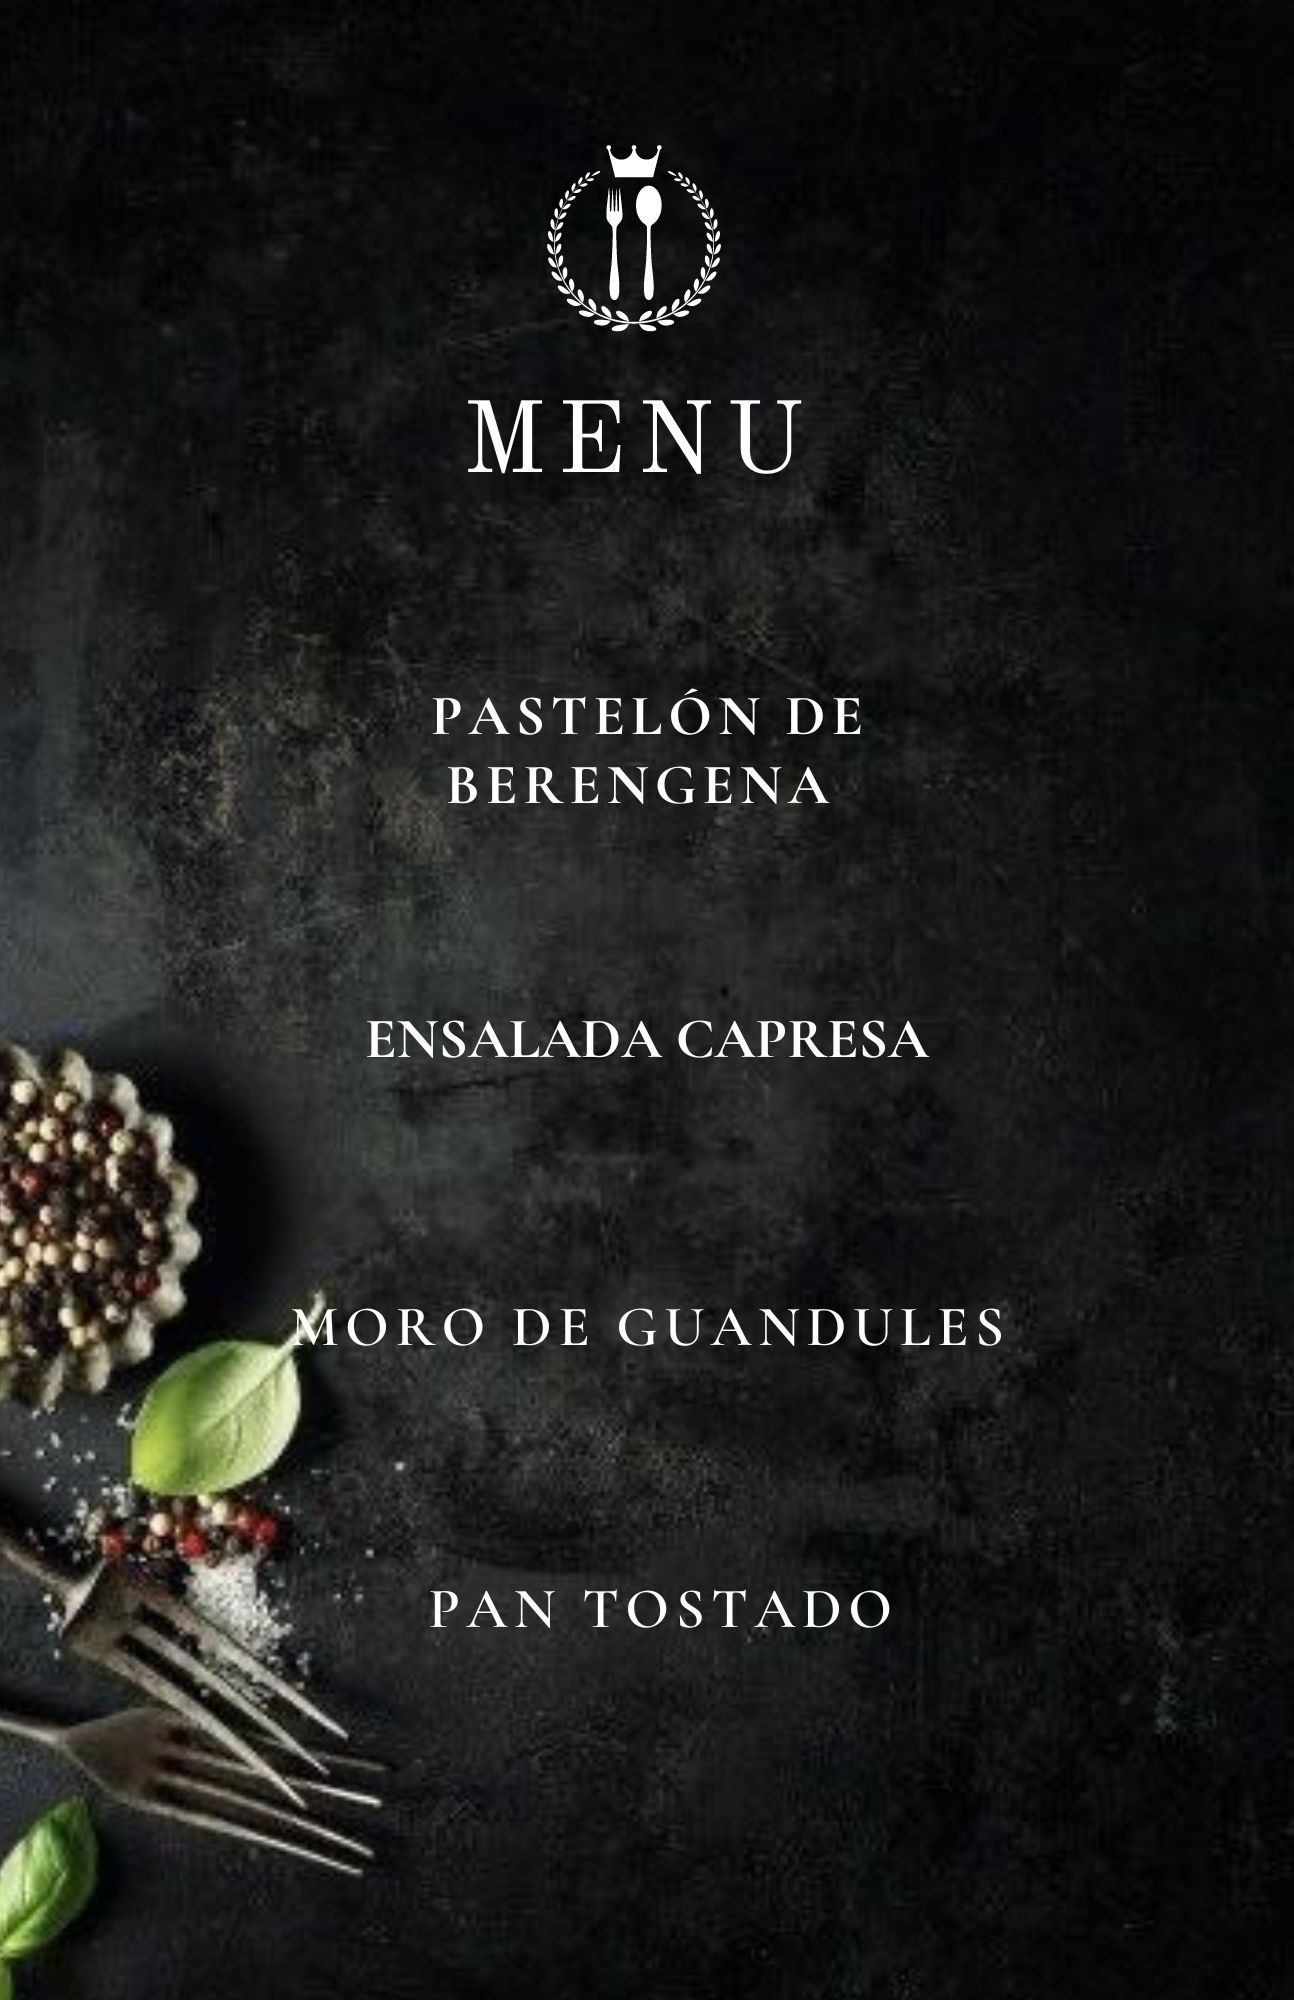 MENU
PASTELÓN DE
BERENGENA
ENSALADA CAPRESA
MORO DE GUANDULES
PAN TOSTADO